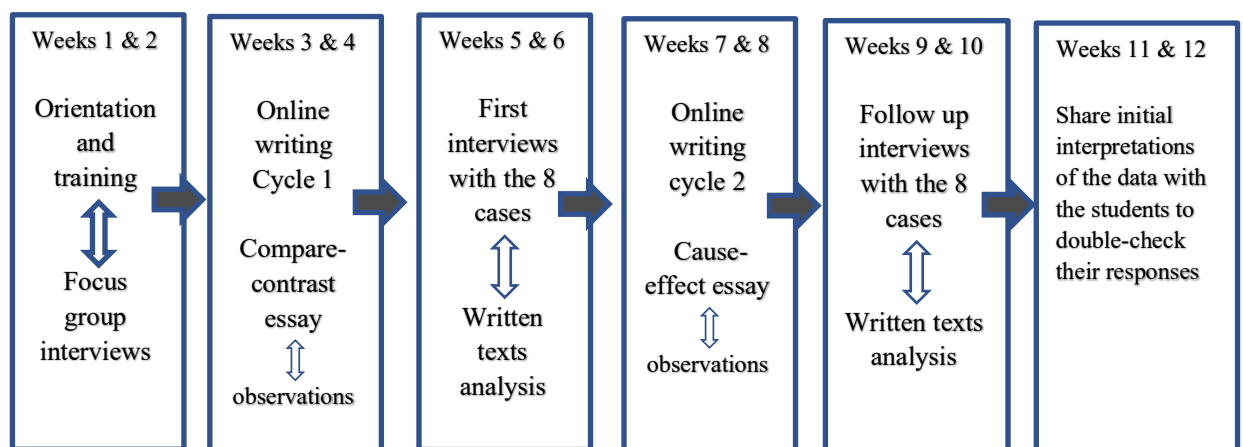 Weeks 1 & 2
Orientation
and
training
Focus
group
interviews
Weeks 3 & 4
Online
writing
Cycle 1
Compare-
contrast
essay
observations
Weeks 5 & 6
First
interviews
with the 8
cases
Written
texts
analysis
Weeks 7 & 8
Online
writing
cycle 2
Cause-
effect essay
observations
Weeks 9 & 10
Follow up
interviews
with the 8
cases
Written texts
analysis
Weeks 11 & 12
Share initial
interpretations
of the data with
the students to
double-check
their responses